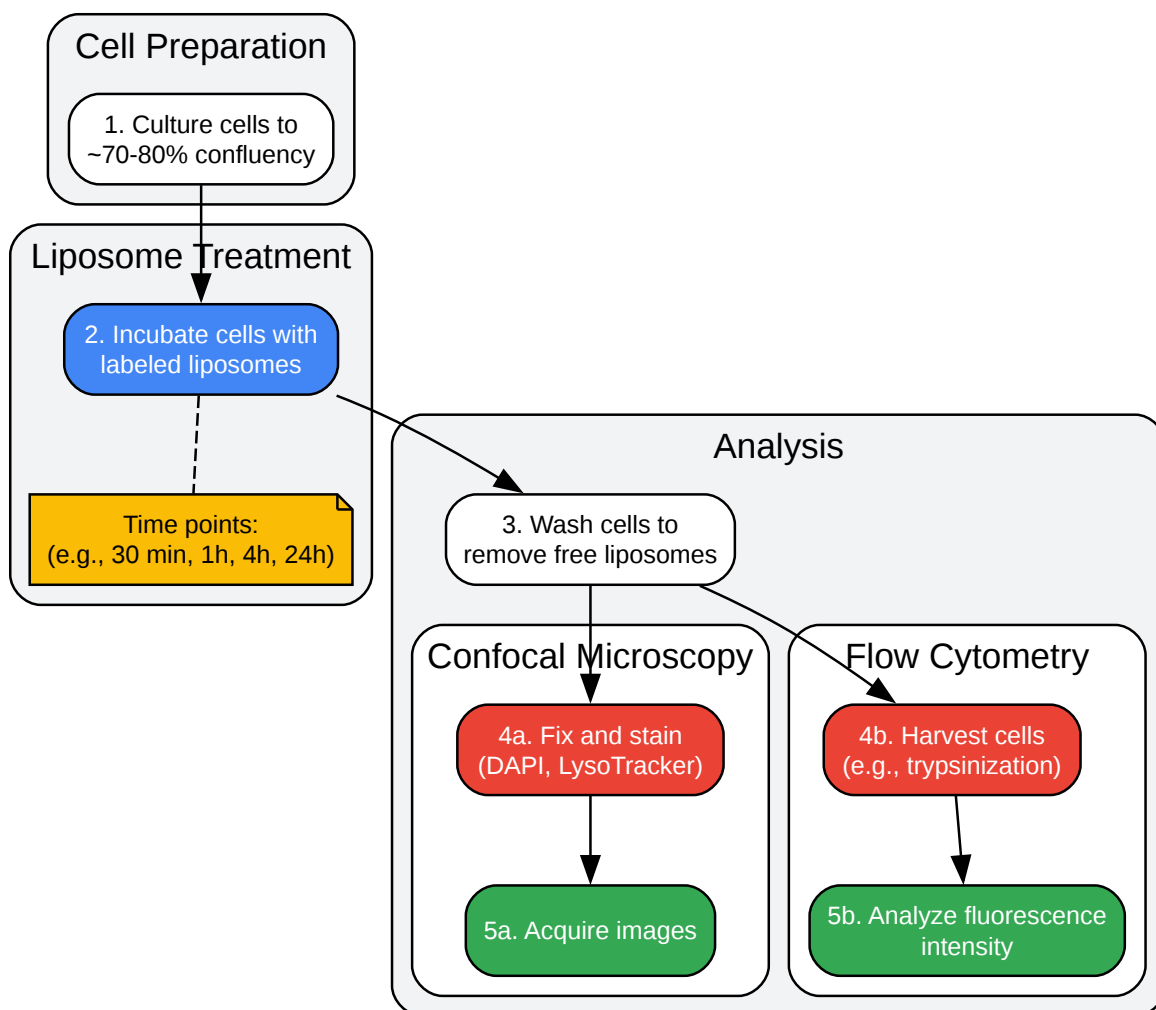 Cell Preparation
1. Culture cells to
~70-80% confluency
Liposome Treatment
2. Incubate cells with
labeled liposomes
Time points:
(e.g., 30 min, 1h, 4h, 24h)
Analysis
3. Wash cells to
remove free liposomes
Confocal Microscopy
4a. Fix and stain
(DAPI, LysoTracker)
5a. Acquire images
Flow Cytometry
4b. Harvest cells
(e.g., trypsinization)
5b. Analyze fluorescence
intensity